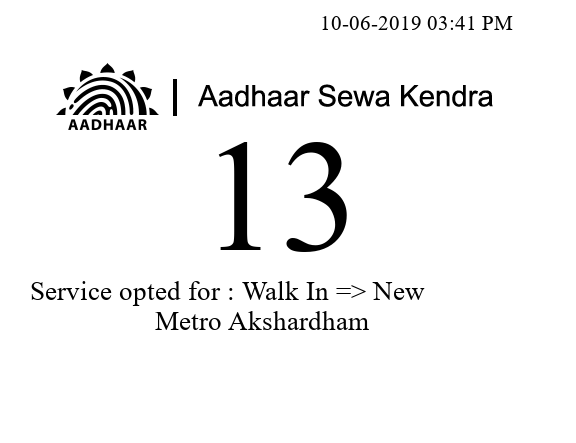 10-06-2019 03:41 PM
AADHAAR
Aadhaar Sewa Kendra
13
Service opted for : Walk In => New
Metro Akshardham